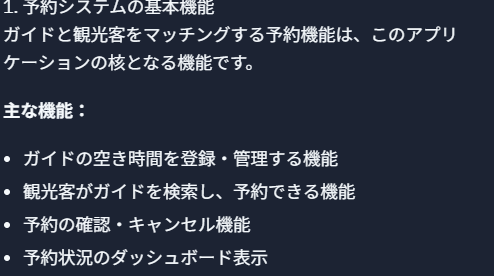 1. 予約システムの基本機能
ガイドと観光客をマッチングする予約機能は、このアプリ
ケーションの核となる機能です。
主な機能：
• ガイドの空き時間を登録・管理する機能
• 観光客がガイドを検索し、予約できる機能
• 予約の確認・キャンセル機能
• 予約状況のダッシュボード表示